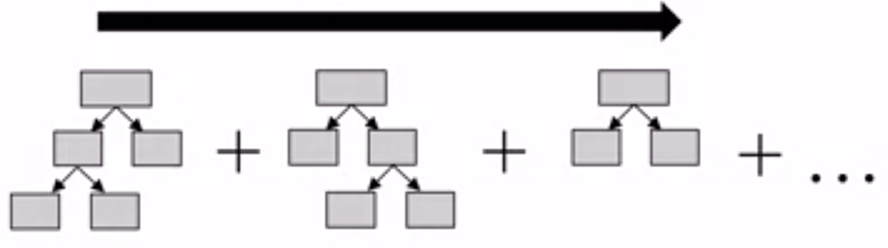 + + + ...